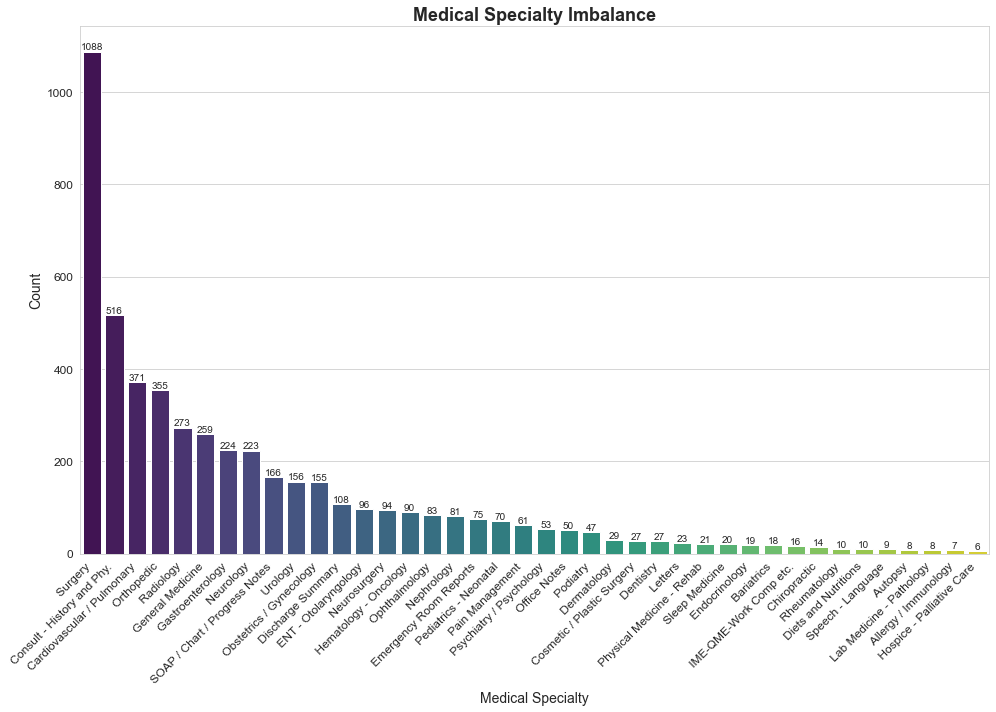 Medical Specialty Imbalance
Count
1000
800
600
400
200
0
1088
516
371
355
273
259
224
223
166
156
155
108
96
94
90
83
81
75
70
61
53
50
47
29
27
27
23
21
20
19
18
16
14
10
10
9
8
8
7
6
Surgery
Consult - History and Phy.
Cardiovascular / Pulmonary
Orthopedic
Radiology
General Medicine
Gastroenterology
Neurology
SOAP / Chart / Progress Notes
Urology
Obstetrics / Gynecology
Discharge Summary
ENT - Otolaryngology
Neurosurgery
Hematology - Oncology
Ophthalmology
Nephrology
Emergency Room Reports
Pediatrics - Neonatal
Pain Management
Psychiatry / Psychology
Office Notes
Podiatry
Dermatology
Cosmetic / Plastic Surgery
Dentistry
Letters
Physical Medicine - Rehab
Sleep Medicine
Endocrinology
Bariatrics
IME-QME-Work Comp etc.
Chiropractic
Rheumatology
Diets and Nutritions
Speech - Language
Autopsy
Lab Medicine - Pathology
Allergy / Immunology
Hospice - Palliative Care
Medical Specialty